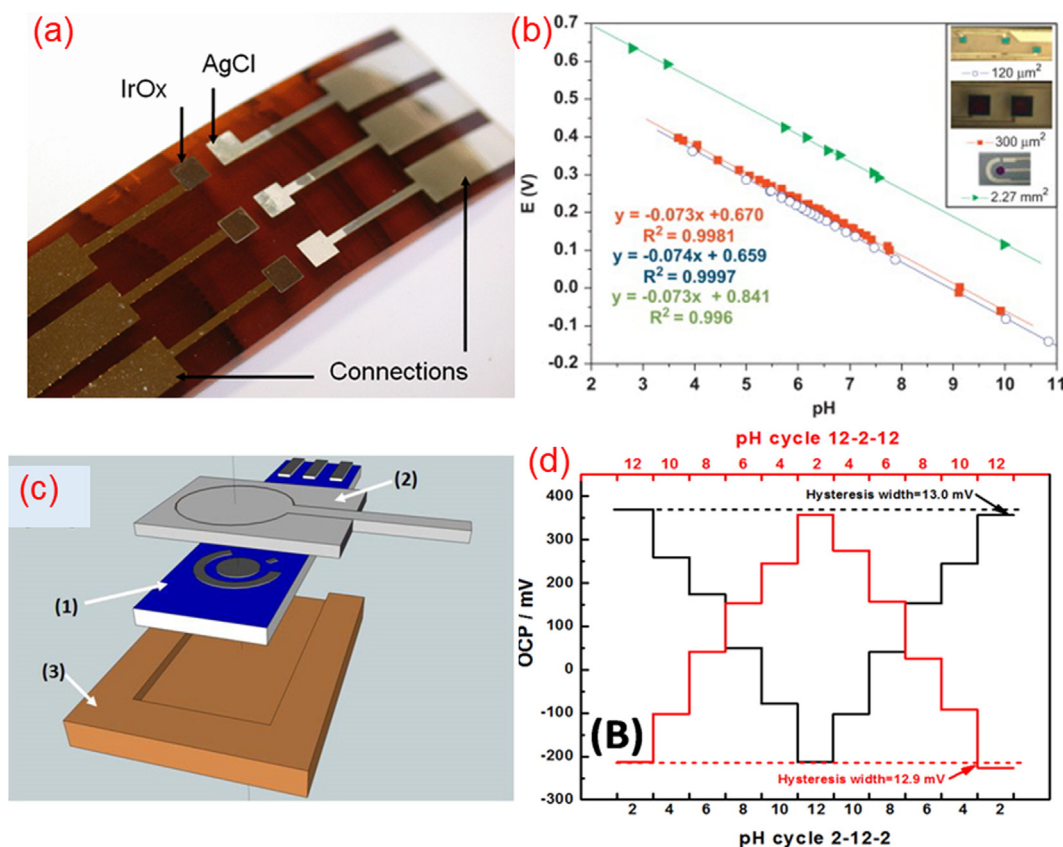 (a)
IrOx
AgCl
Connections
(b)
E (V)
0.7
0.6
0.5
0.4
0.3
0.2
0.1
0.0
-0.1
-0.2
120 µm²
300 µm²
2.27 mm²
y = -0.073x +0.670
R² = 0.9981
y = -0.074x + 0.659
R² = 0.9997
y = -0.073x + 0.841
R² = 0.996
2 3 4 5 6 7 8 9 10 11
pH
(c)
(2)
(1)
(3)
(d)
pH cycle 12-2-12
12 10 8 6 4 2 4 6 8 10 12
OCP / mV
400
300
200
100
0
-100
-200
-300
Hysteresis width=13.0 mV
(B)
Hysteresis width=12.9 mV
2 4 6 8 10 12 10 8 6 4 2
pH cycle 2-12-2